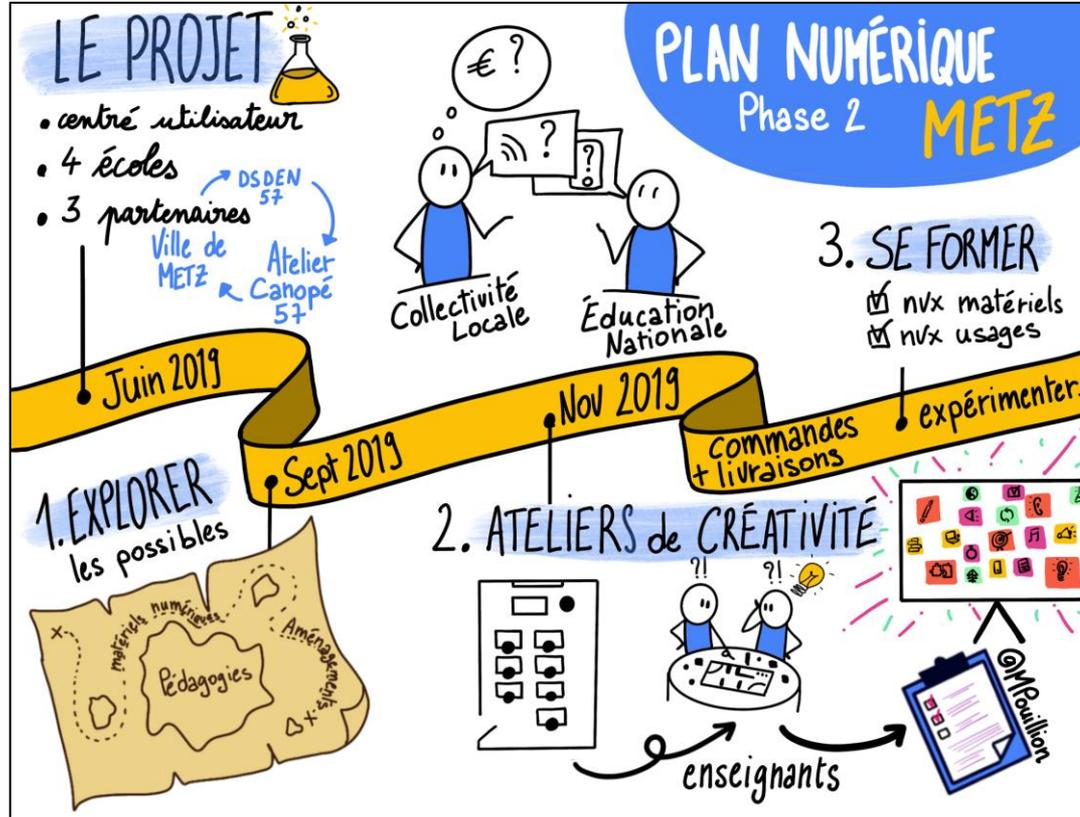 LE PROJET
• centré utilisateur
• 4 écoles
• 3 partenaires
DSDEN
57
Ville de
METZ
Atelier
Canopé
57
€ ?
?
?
Collectivité
Locale
Éducation
Nationale
PLAN NUMÉRIQUE
Phase 2
METZ
3. SE FORMER
nvx matériels
nvx usages
Juin 2019
Sept 2019
Nov 2019
commandes
+ livraisons
expérimenter
1. EXPLORER
les possibles
matériels numériques
Pédagogies
Aménagements
2. ATELIERS de CRÉATIVITÉ
?!
?!
enseignants
@MPouillion